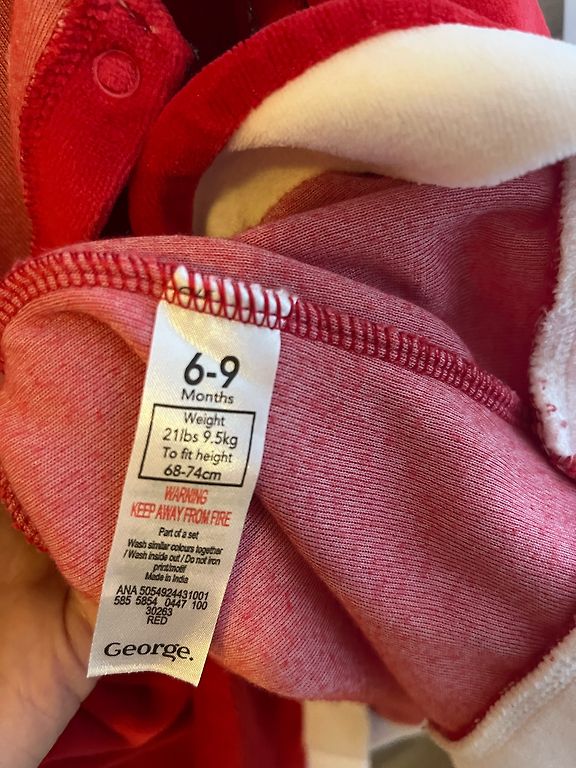 6-9
Months
Weight
21lbs 9.5kg
To fit height
68-74cm
WARNING
KEEP AWAY FROM FIRE
Part of a set
Wash similar colours together
/ Wash inside out / Do not iron
print/motif
Made in India
ANA 5054924431001
585 5854 0447 100
30263
RED
George.